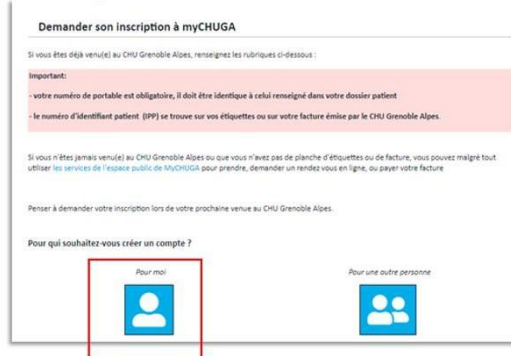 Demander son inscription à myCHUGA
Si vous êtes déjà venu(e) au CHU Grenoble Alpes, renseignez les rubriques ci-dessous :
Important:
- votre numéro de portable est obligatoire, il doit être identique à celui renseigné dans votre dossier patient
- le numéro d'identifiant patient (IPP) se trouve sur vos étiquettes ou sur votre facture émise par le CHU Grenoble Alpes.
Si vous n'êtes jamais venu(e) au CHU Grenoble Alpes ou que vous n'avez pas de planche d'étiquettes ou de facture, vous pouvez malgré tout
utiliser les services de l'espace public de MyCHUGA pour prendre, demander un rendez vous en ligne, ou payer votre facture
Penser à demander votre inscription lors de votre prochaine venue au CHU Grenoble Alpes.
Pour qui souhaitez-vous créer un compte ?
Pour moi
Pour une autre personne